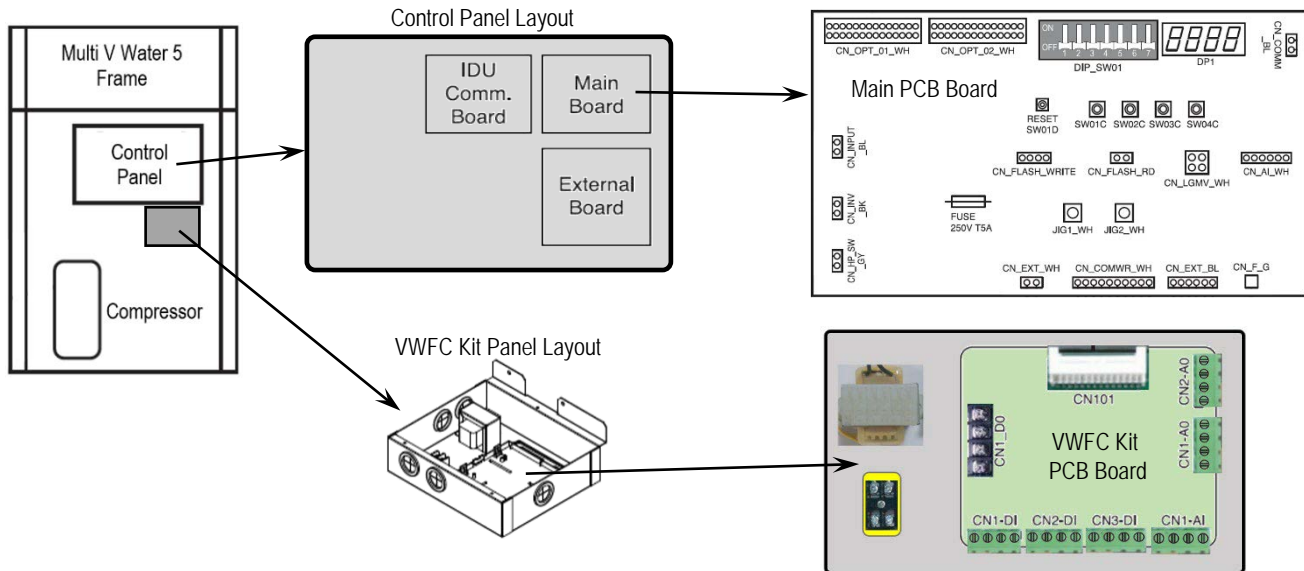 Control Panel Layout
Multi V Water 5
Frame
Control
Panel
Compressor
IDU
Comm.
Board
Main
Board
External
Board
CN_OPT_01_WH
CN_OPT_02_WH
ON
OFF
1 2 3 4 5 6 7
DIP_SW01
8888
DP1
CN_COMM
_BL
Main PCB Board
RESET
SW01D
SW01C
SW02C
SW03C
SW04C
CN_INPUT
_BL
CN_FLASH_WRITE
CN_FLASH_RD
CN_LGMV_WH
CN_AI_WH
CN_INV
_BK
FUSE
250V T5A
JIG1_WH
JIG2_WH
CN_HP_SW
_GY
CN_EXT_WH
CN_COMWR_WH
CN_EXT_BL
CN_F_G
VWFC Kit Panel Layout
CN101
CN2-A0
CN1_D0
CN1-A0
VWFC Kit
PCB Board
CN1-DI
CN2-DI
CN3-DI
CN1-AI